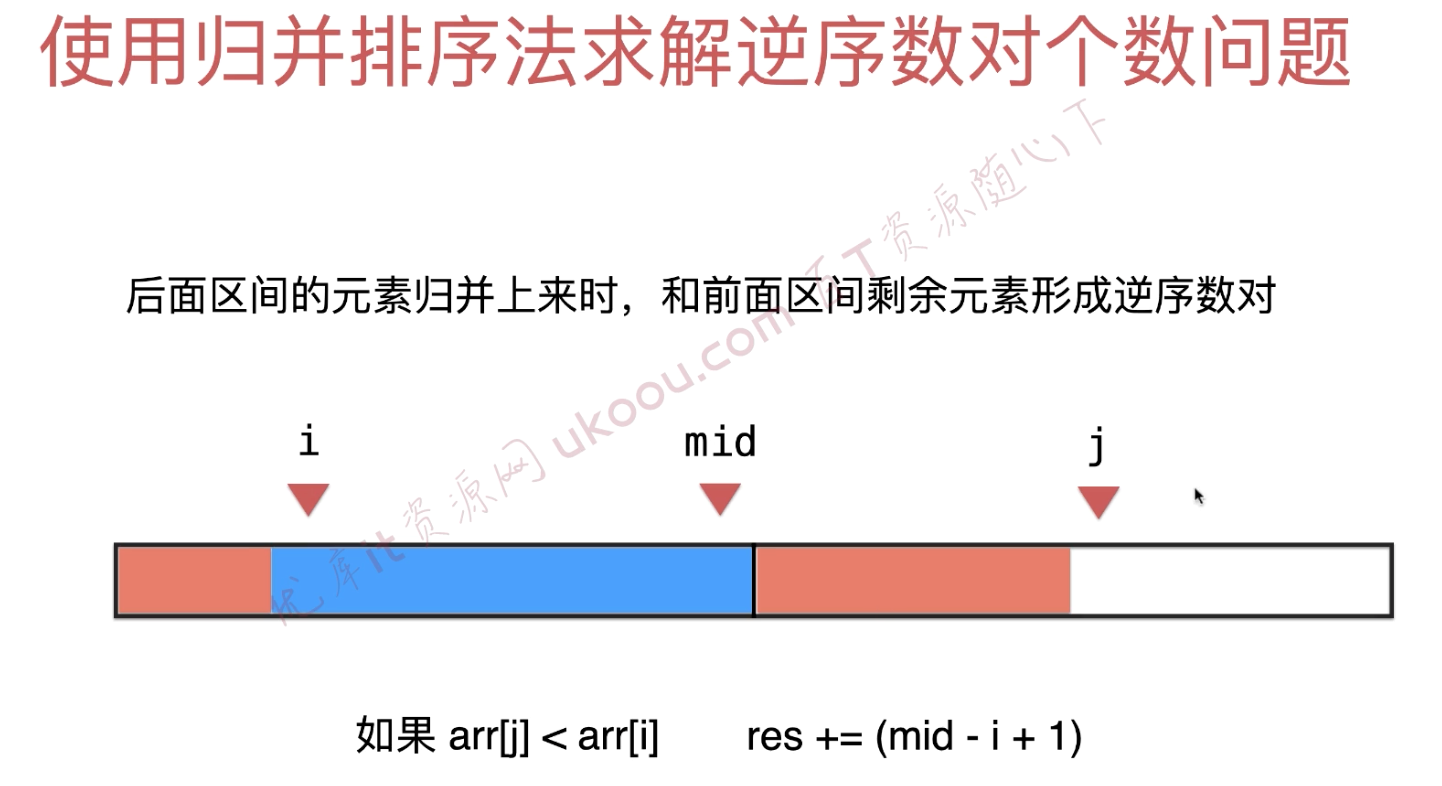 使用归并排序法求解逆序数对个数问题
后面区间的元素归并上来时，和前面区间剩余元素形成逆序数对
i mid j
如果 arr[j] < arr[i] res += (mid - i + 1)
优库it资源网 ukoou.com 百T资源随心下